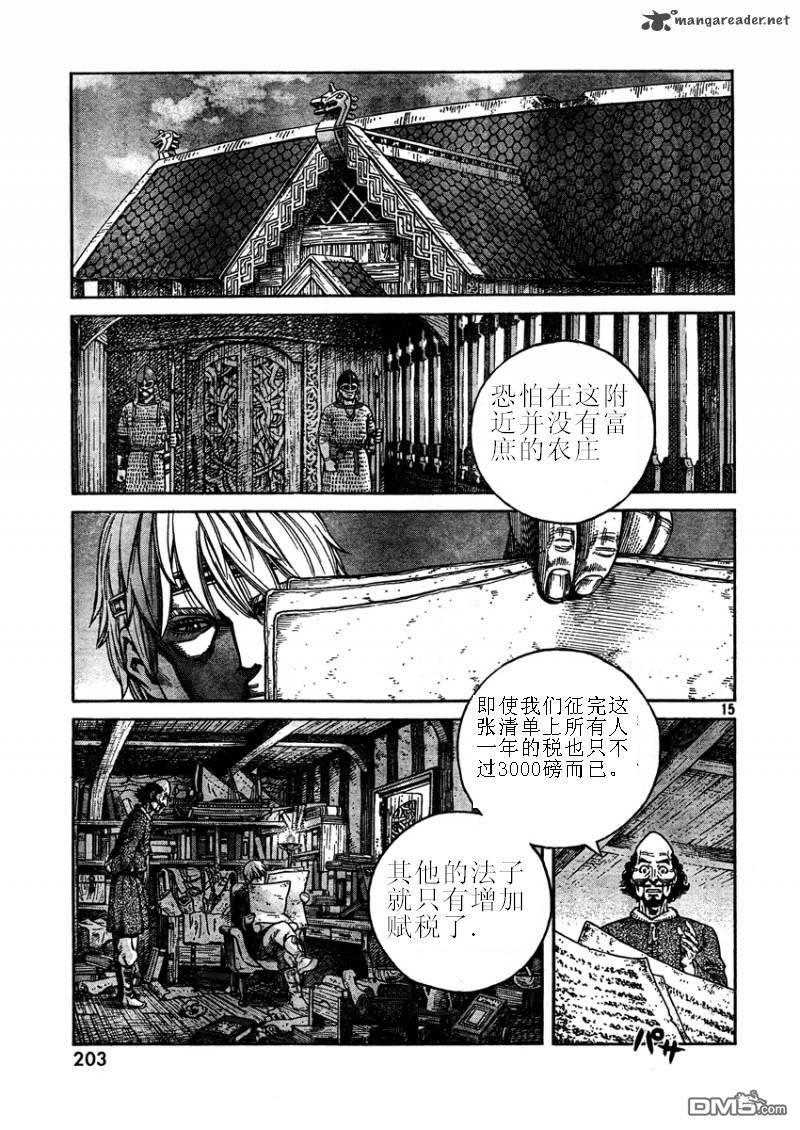 mangareader.net
恐怕在这附
近并没有富
庶的农庄
15
即使我们征完这
张清单上所有人
一年的税也只不
过3000磅而已。
其他的法子
就只有增加
赋税了.
パサ
203
DM5.com